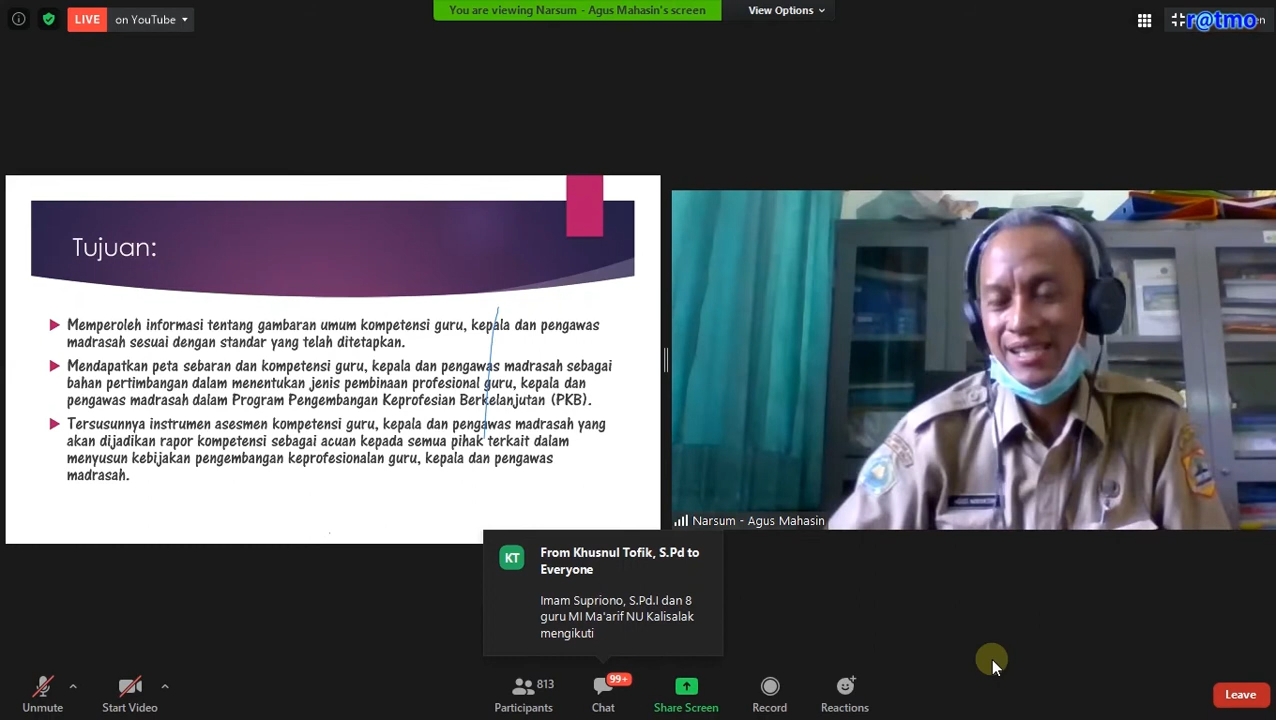 LIVE
on YouTube
You are viewing Narsum - Agus Mahasin's screen
View Options
r@tmo
Tujuan:
Memperoleh informasi tentang gambaran umum kompetensi guru, kepala dan pengawas
madrasah sesuai dengan standar yang telah ditetapkan.
Mendapatkan peta sebaran dan kompetensi guru, kepala dan pengawas madrasah sebagai
bahan pertimbangan dalam menentukan jenis pembinaan profesional guru, kepala dan
pengawas madrasah dalam Program Pengembangan Keprofesian Berkelanjutan (PKB).
Tersusunnya instrumen asesmen kompetensi guru, kepala dan pengawas madrasah yang
akan dijadikan rapor kompetensi sebagai acuan kepada semua pihak terkait dalam
menyusun kebijakan pengembangan keprofesionalan guru, kepala dan pengawas
madrasah.
Narsum - Agus Mahasin
KT
From Khusnul Tofik, S.Pd to
Everyone
Imam Supriono, S.Pd.I dan 8
guru MI Ma'arif NU Kalisalak
mengikuti
Unmute
Start Video
813
Participants
99+
Chat
Share Screen
Record
Reactions
Leave